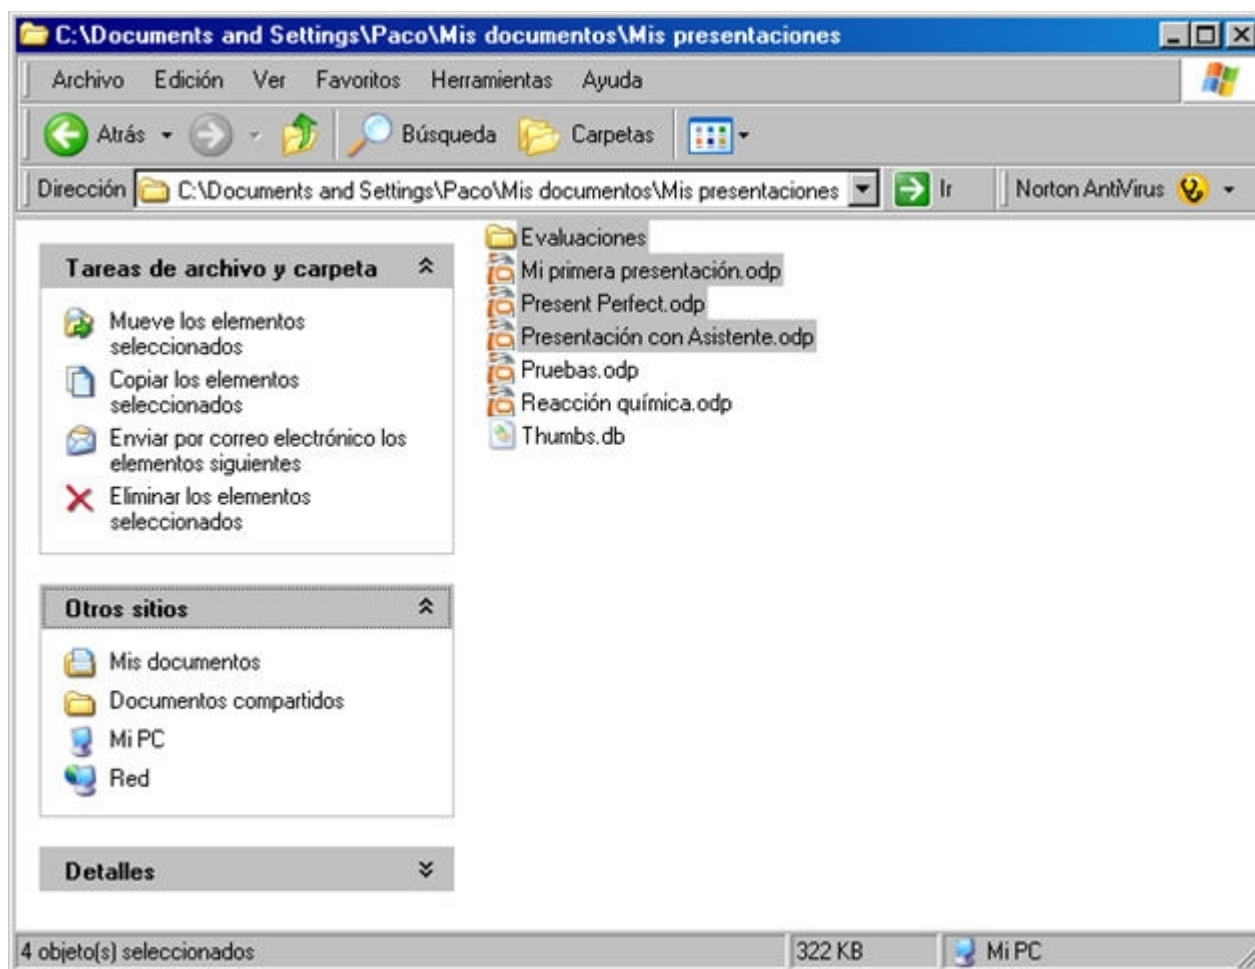 C:\Documents and Settings\Paco\Mis documentos\Mis presentaciones
Archivo Edición Ver Favoritos Herramientas Ayuda
Atrás Búsqueda Carpetas
Dirección C:\Documents and Settings\Paco\Mis documentos\Mis presentaciones Ir Norton AntiVirus
Tareas de archivo y carpeta
Mueve los elementos
seleccionados
Copiar los elementos
seleccionados
Enviar por correo electrónico los
elementos siguientes
Eliminar los elementos
seleccionados
Otros sitios
Mis documentos
Documentos compartidos
Mi PC
Red
Detalles
Evaluaciones
Mi primera presentación.odp
Present Perfect.odp
Presentación con Asistente.odp
Pruebas.odp
Reacción química.odp
Thumbs.db
4 objeto(s) seleccionados 322 KB Mi PC